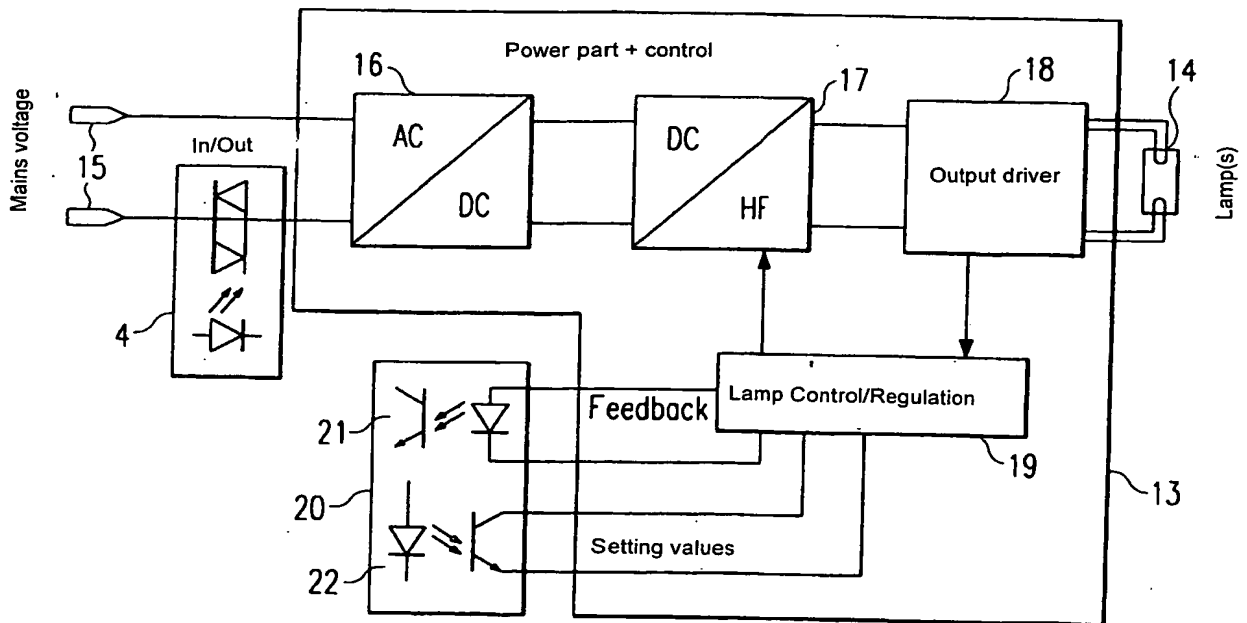 Power part + control
16
17
18
14
Mains voltage
15
In/Out
AC
DC
DC
HF
Output driver
Lamp(s)
4
Lamp Control/Regulation
Feedback
21
19
13
20
Setting values
22